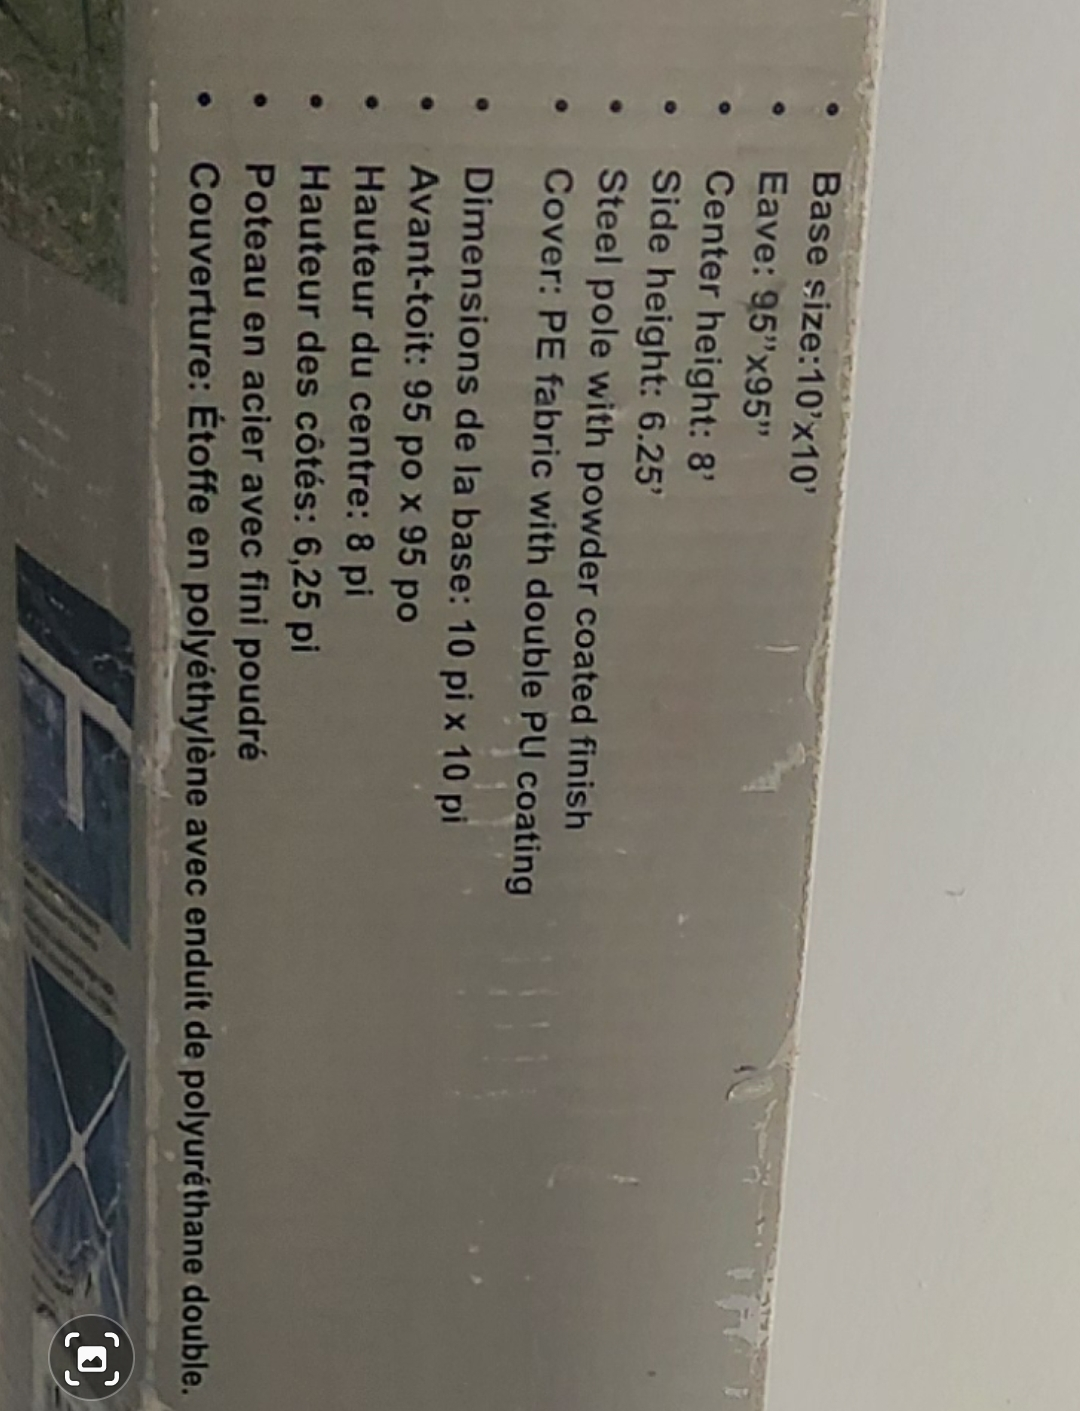 • Base size:10'x10'
• Eave: 95"x95"
• Center height: 8'
• Side height: 6.25'
• Steel pole with powder coated finish
• Cover: PE fabric with double PU coating
• Dimensions de la base: 10 pi x 10 pi
• Avant-toit: 95 po x 95 po
• Hauteur du centre: 8 pi
• Hauteur des côtés: 6,25 pi
• Poteau en acier avec fini poudré
• Couverture: Étoffe en polyéthylène avec enduit de polyuréthane double.